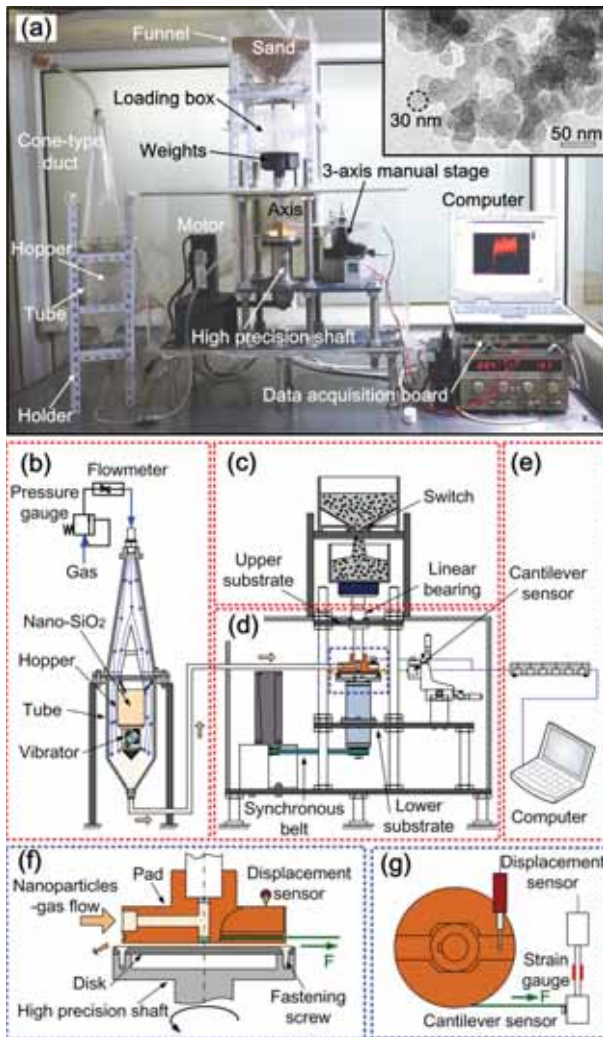 (a)
Funnel
Sand
Loading box
Cone-type
duct
Weights
3-axis manual stage
30 nm
50 nm
Computer
Axis
Motor
Hopper
Tube
High precision shaft
Data acquisition board
Holder
(b)
Flowmeter
Pressure
gauge
Gas
Nano-SiO2
Hopper
Tube
Vibrator
(c)
Switch
Upper
substrate
Linear
bearing
(d)
Synchronous
belt
Lower
substrate
(e)
Cantilever
sensor
Computer
(f)
Pad
Displacement
sensor
Nanoparticles
-gas flow
F
Disk
High precision shaft
Fastening
screw
(g)
Displacement
sensor
Strain
gauge
F
Cantilever sensor